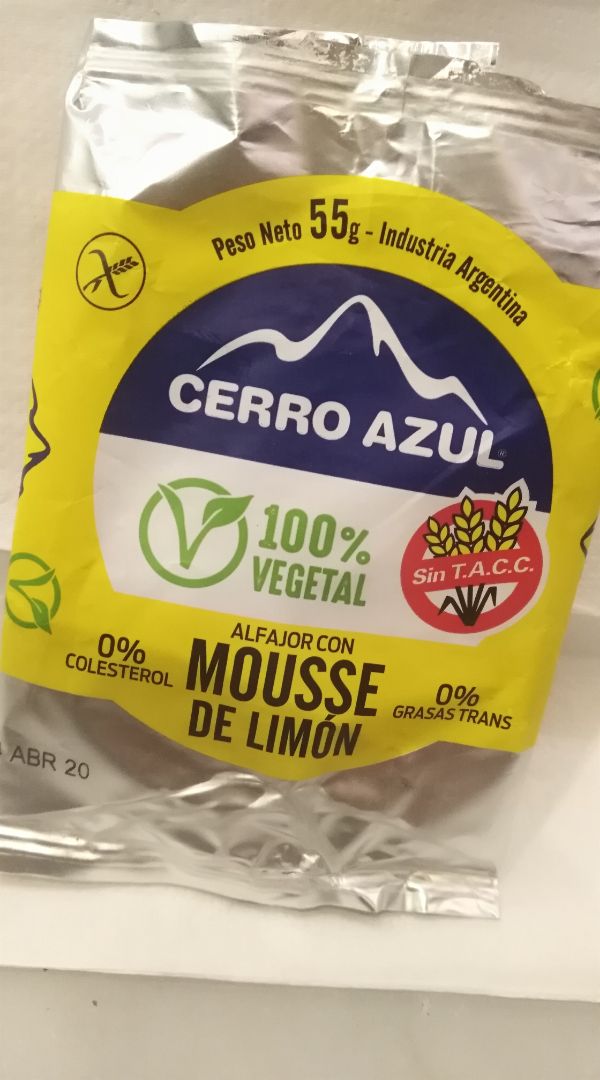 Peso Neto 55g - Industria Argentina
CERRO AZUL
100%
VEGETAL
Sin T.A.C.C.
ALFAJOR CON
MOUSSE
DE LIMÓN
0%
COLESTEROL
0%
GRASAS TRANS
ABR 20